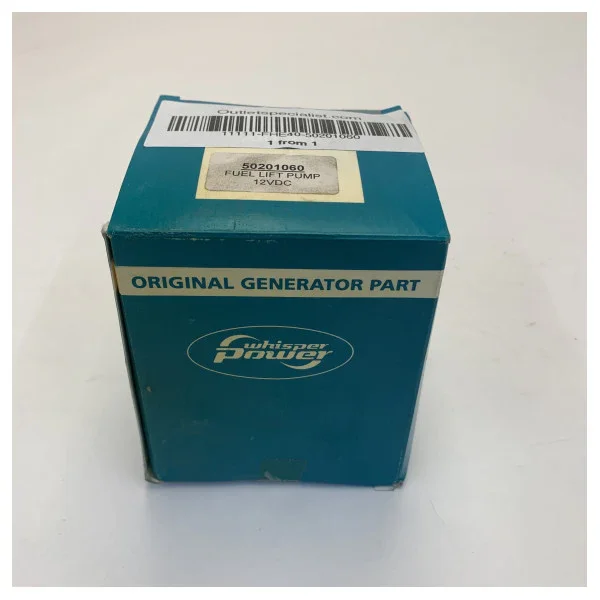 Outletspecialist.com
11111-FHE40-50201060
1 from 1
50201060
FUEL LIFT PUMP
12VDC
ORIGINAL GENERATOR PART
whisper
Power